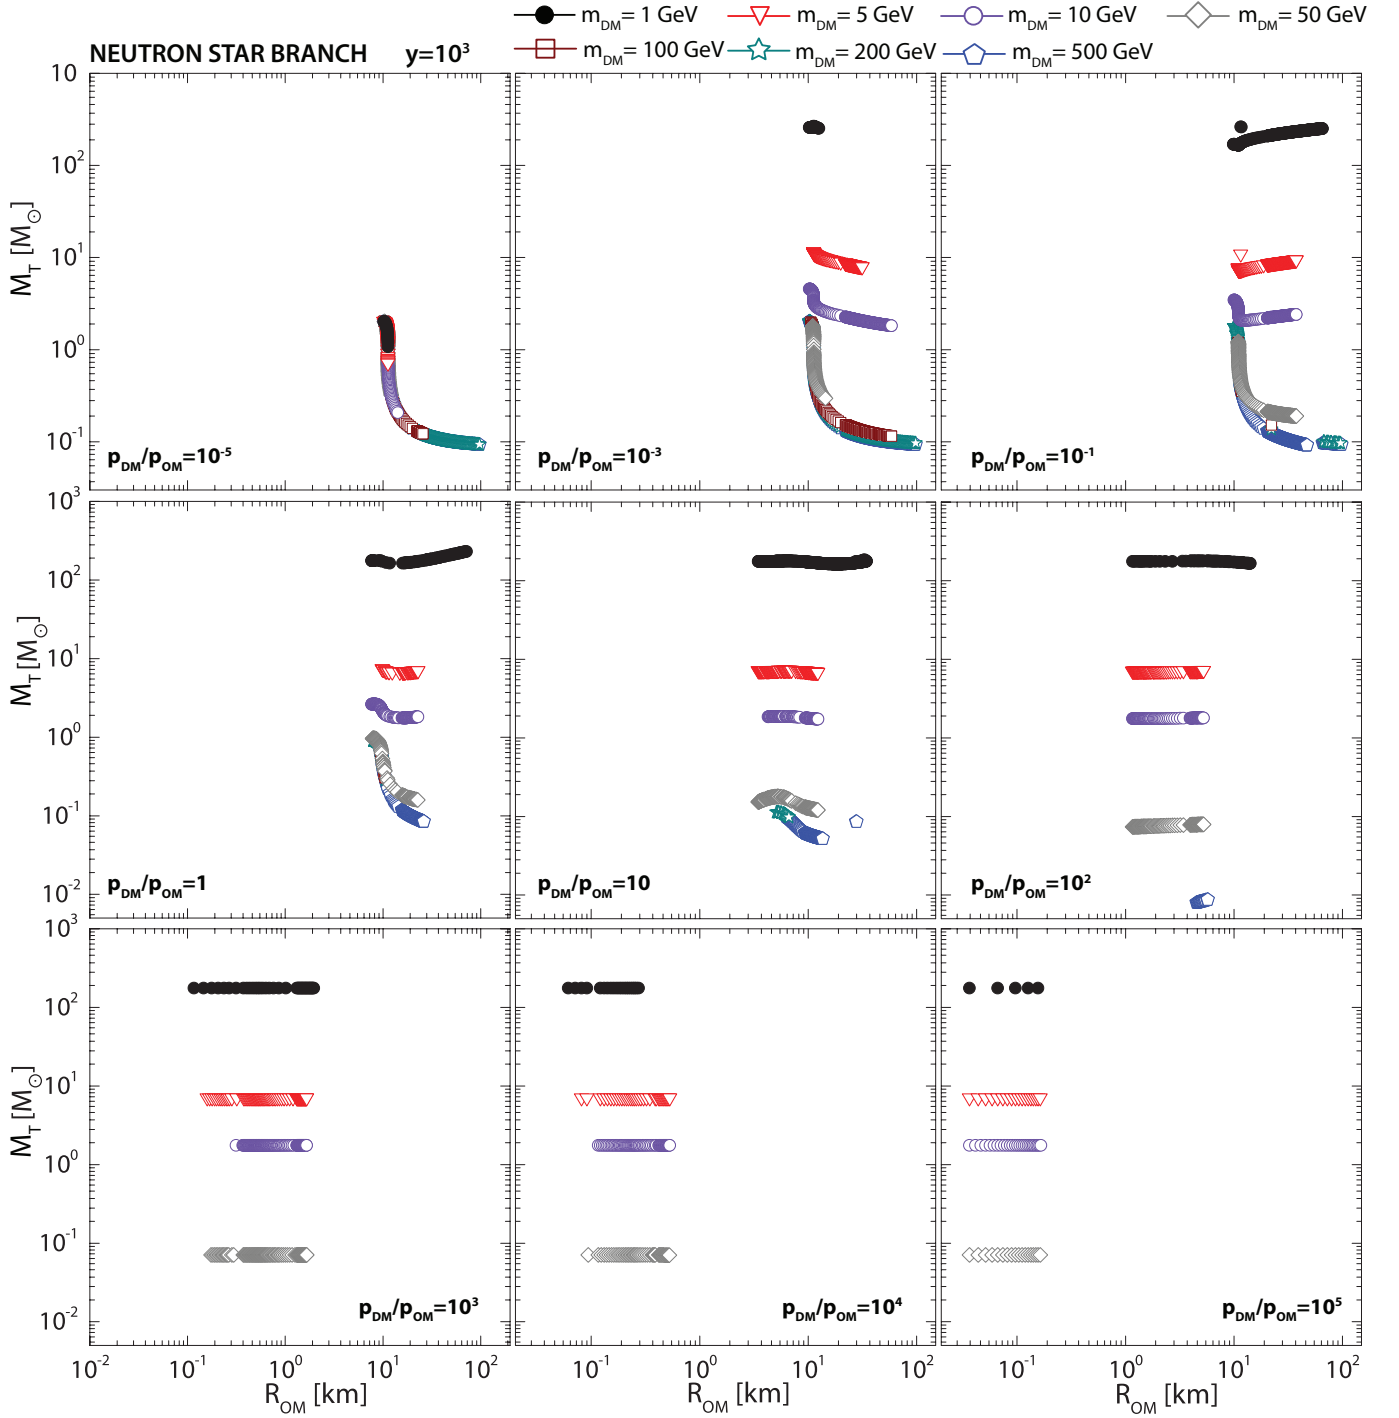 m_DM= 1 GeV m_DM= 5 GeV m_DM= 10 GeV m_DM= 50 GeV
NEUTRON STAR BRANCH y=10³ m_DM= 100 GeV m_DM= 200 GeV m_DM= 500 GeV
10
10²
10¹
10⁰
10⁻¹
M_T [M_⊙]
p_DM/p_OM=10⁻⁵ p_DM/p_OM=10⁻³ p_DM/p_OM=10⁻¹
10³
10²
10¹
10⁰
10⁻¹
10⁻²
M_T [M_⊙]
p_DM/p_OM=1 p_DM/p_OM=10 p_DM/p_OM=10²
10³
10²
10¹
10⁰
10⁻¹
10⁻²
M_T [M_⊙]
p_DM/p_OM=10³ p_DM/p_OM=10⁴ p_DM/p_OM=10⁵
10⁻² 10⁻¹ 10⁰ 10¹ 10² 10⁻¹ 10⁰ 10¹ 10² 10⁻¹ 10⁰ 10¹ 10²
R_OM [km] R_OM [km] R_OM [km]